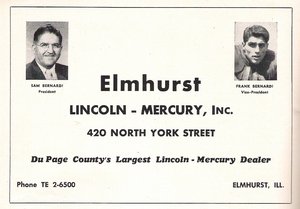 SAM BERNARDI
President
FRANK BERNARDI
Vice-President
Elmhurst
LINCOLN - MERCURY, INC.
420 NORTH YORK STREET
Du Page County's Largest Lincoln - Mercury Dealer
Phone TE 2-6500
ELMHURST, ILL.